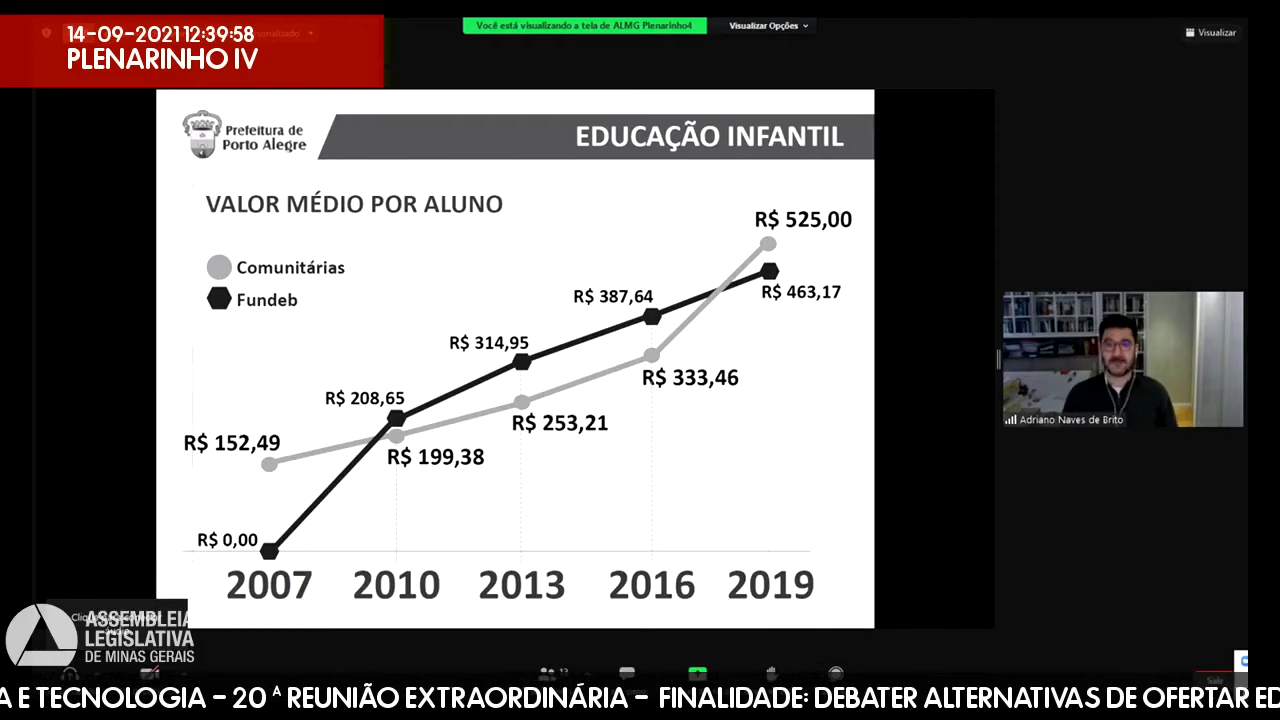 14-09-2021 12:39:58
PLENARINHO IV
Você está visualizando a tela de ALMG Plenarinho4
Visualizar Opções
Visualizar
Prefeitura de
Porto Alegre
EDUCAÇÃO INFANTIL
VALOR MÉDIO POR ALUNO
Comunitárias
Fundeb
R$ 525,00
R$ 463,17
R$ 387,64
R$ 333,46
R$ 314,95
R$ 253,21
R$ 208,65
R$ 199,38
R$ 152,49
R$ 0,00
2007 2010 2013 2016 2019
Adriano Naves de Brito
ASSEMBLEIA
LEGISLATIVA
DE MINAS GERAIS
13
Sair
A E TECNOLOGIA - 20ª REUNIÃO EXTRAORDINÁRIA - FINALIDADE: DEBATER ALTERNATIVAS DE OFERTAR ED